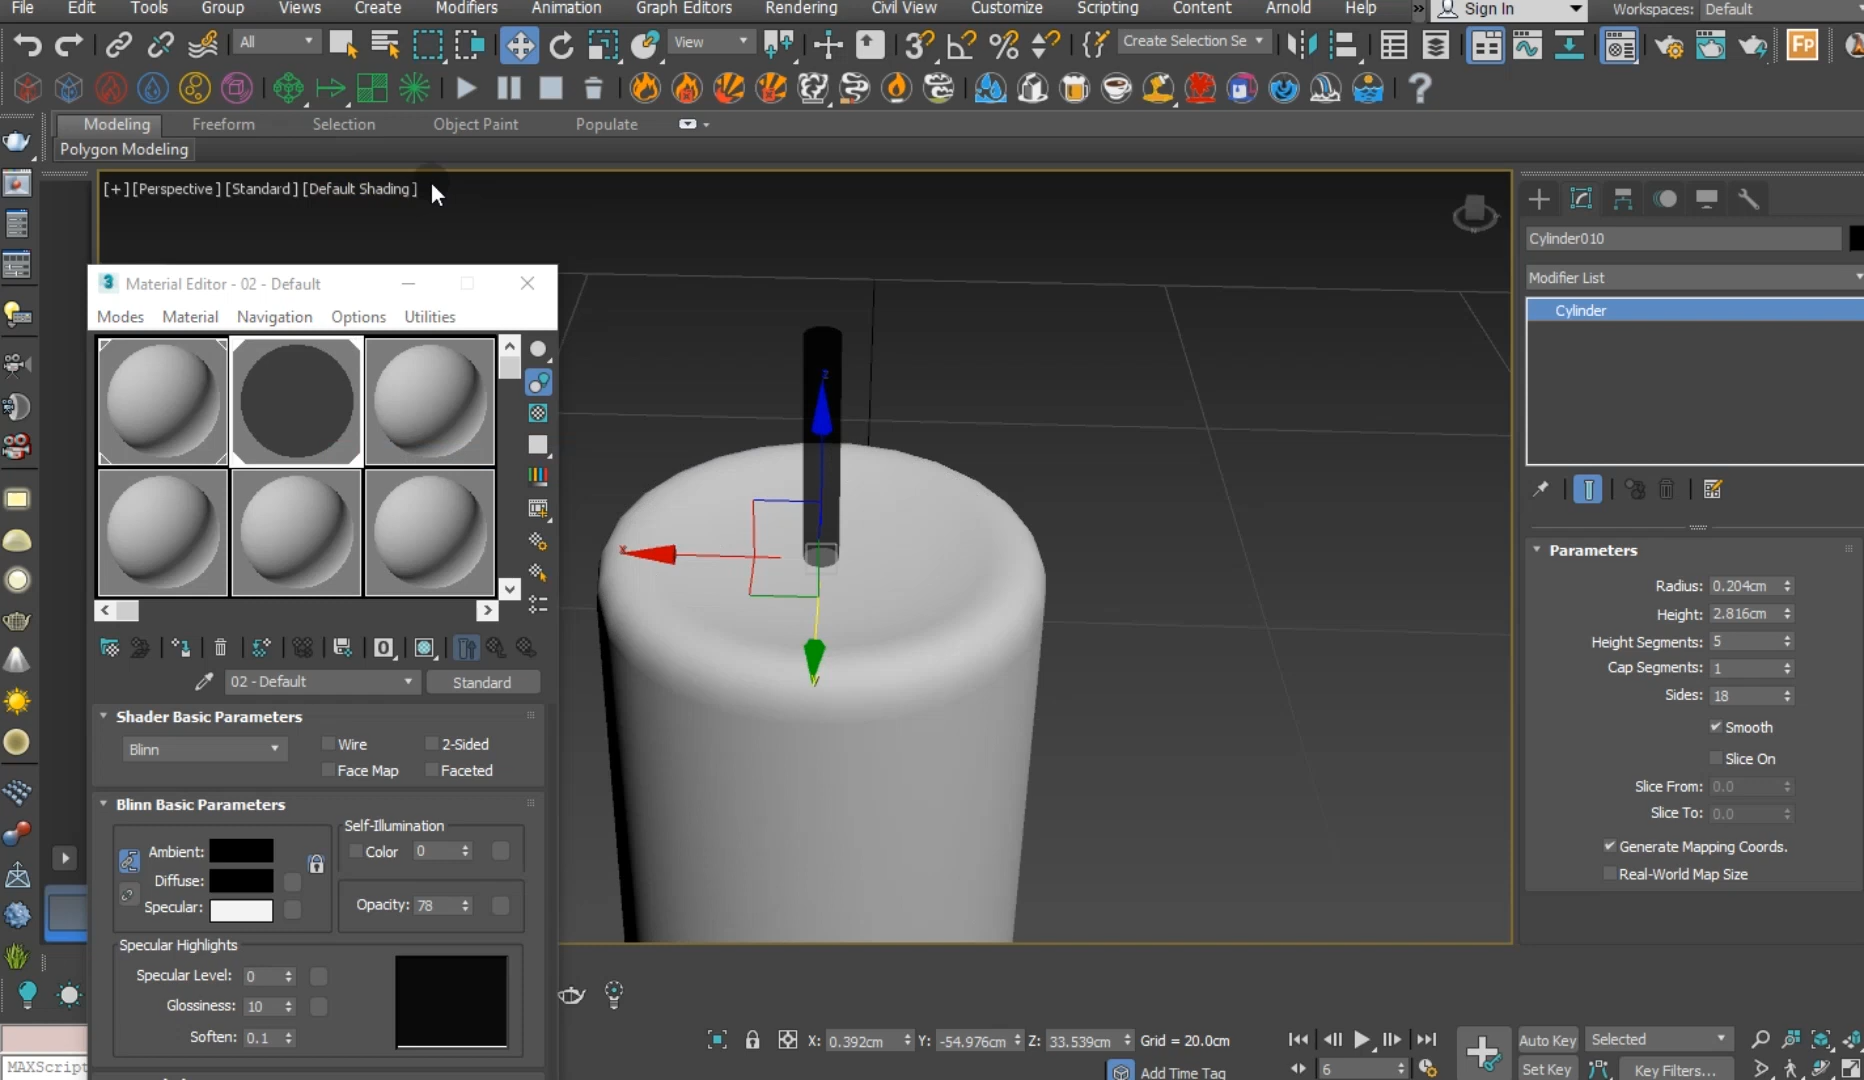 File Edit Tools Group Views Create Modifiers Animation Graph Editors Rendering Civil View Customize Scripting Content Arnold Help » Sign In Workspaces: Default
All View Create Selection Se Fp
Modeling Freeform Selection Object Paint Populate
Polygon Modeling
[+] [Perspective ] [Standard ] [Default Shading ]
Cylinder010
Modifier List
Cylinder
3 Material Editor - 02 - Default
Modes Material Navigation Options Utilities
02 - Default Standard
Shader Basic Parameters
Blinn Wire 2-Sided
Face Map Faceted
Blinn Basic Parameters
Self-Illumination
Ambient: Color 0
Diffuse:
Specular: Opacity: 78
Specular Highlights
Specular Level: 0
Glossiness: 10
Soften: 0.1
z
x
y
Parameters
Radius: 0.204cm
Height: 2.816cm
Height Segments: 5
Cap Segments: 1
Sides: 18
Smooth
Slice On
Slice From: 0.0
Slice To: 0.0
Generate Mapping Coords.
Real-World Map Size
X: 0.392cm Y: -54.976cm Z: 33.539cm Grid = 20.0cm Auto Key Selected
MAXScript Add Time Tag 6 Set Key Key Filters...